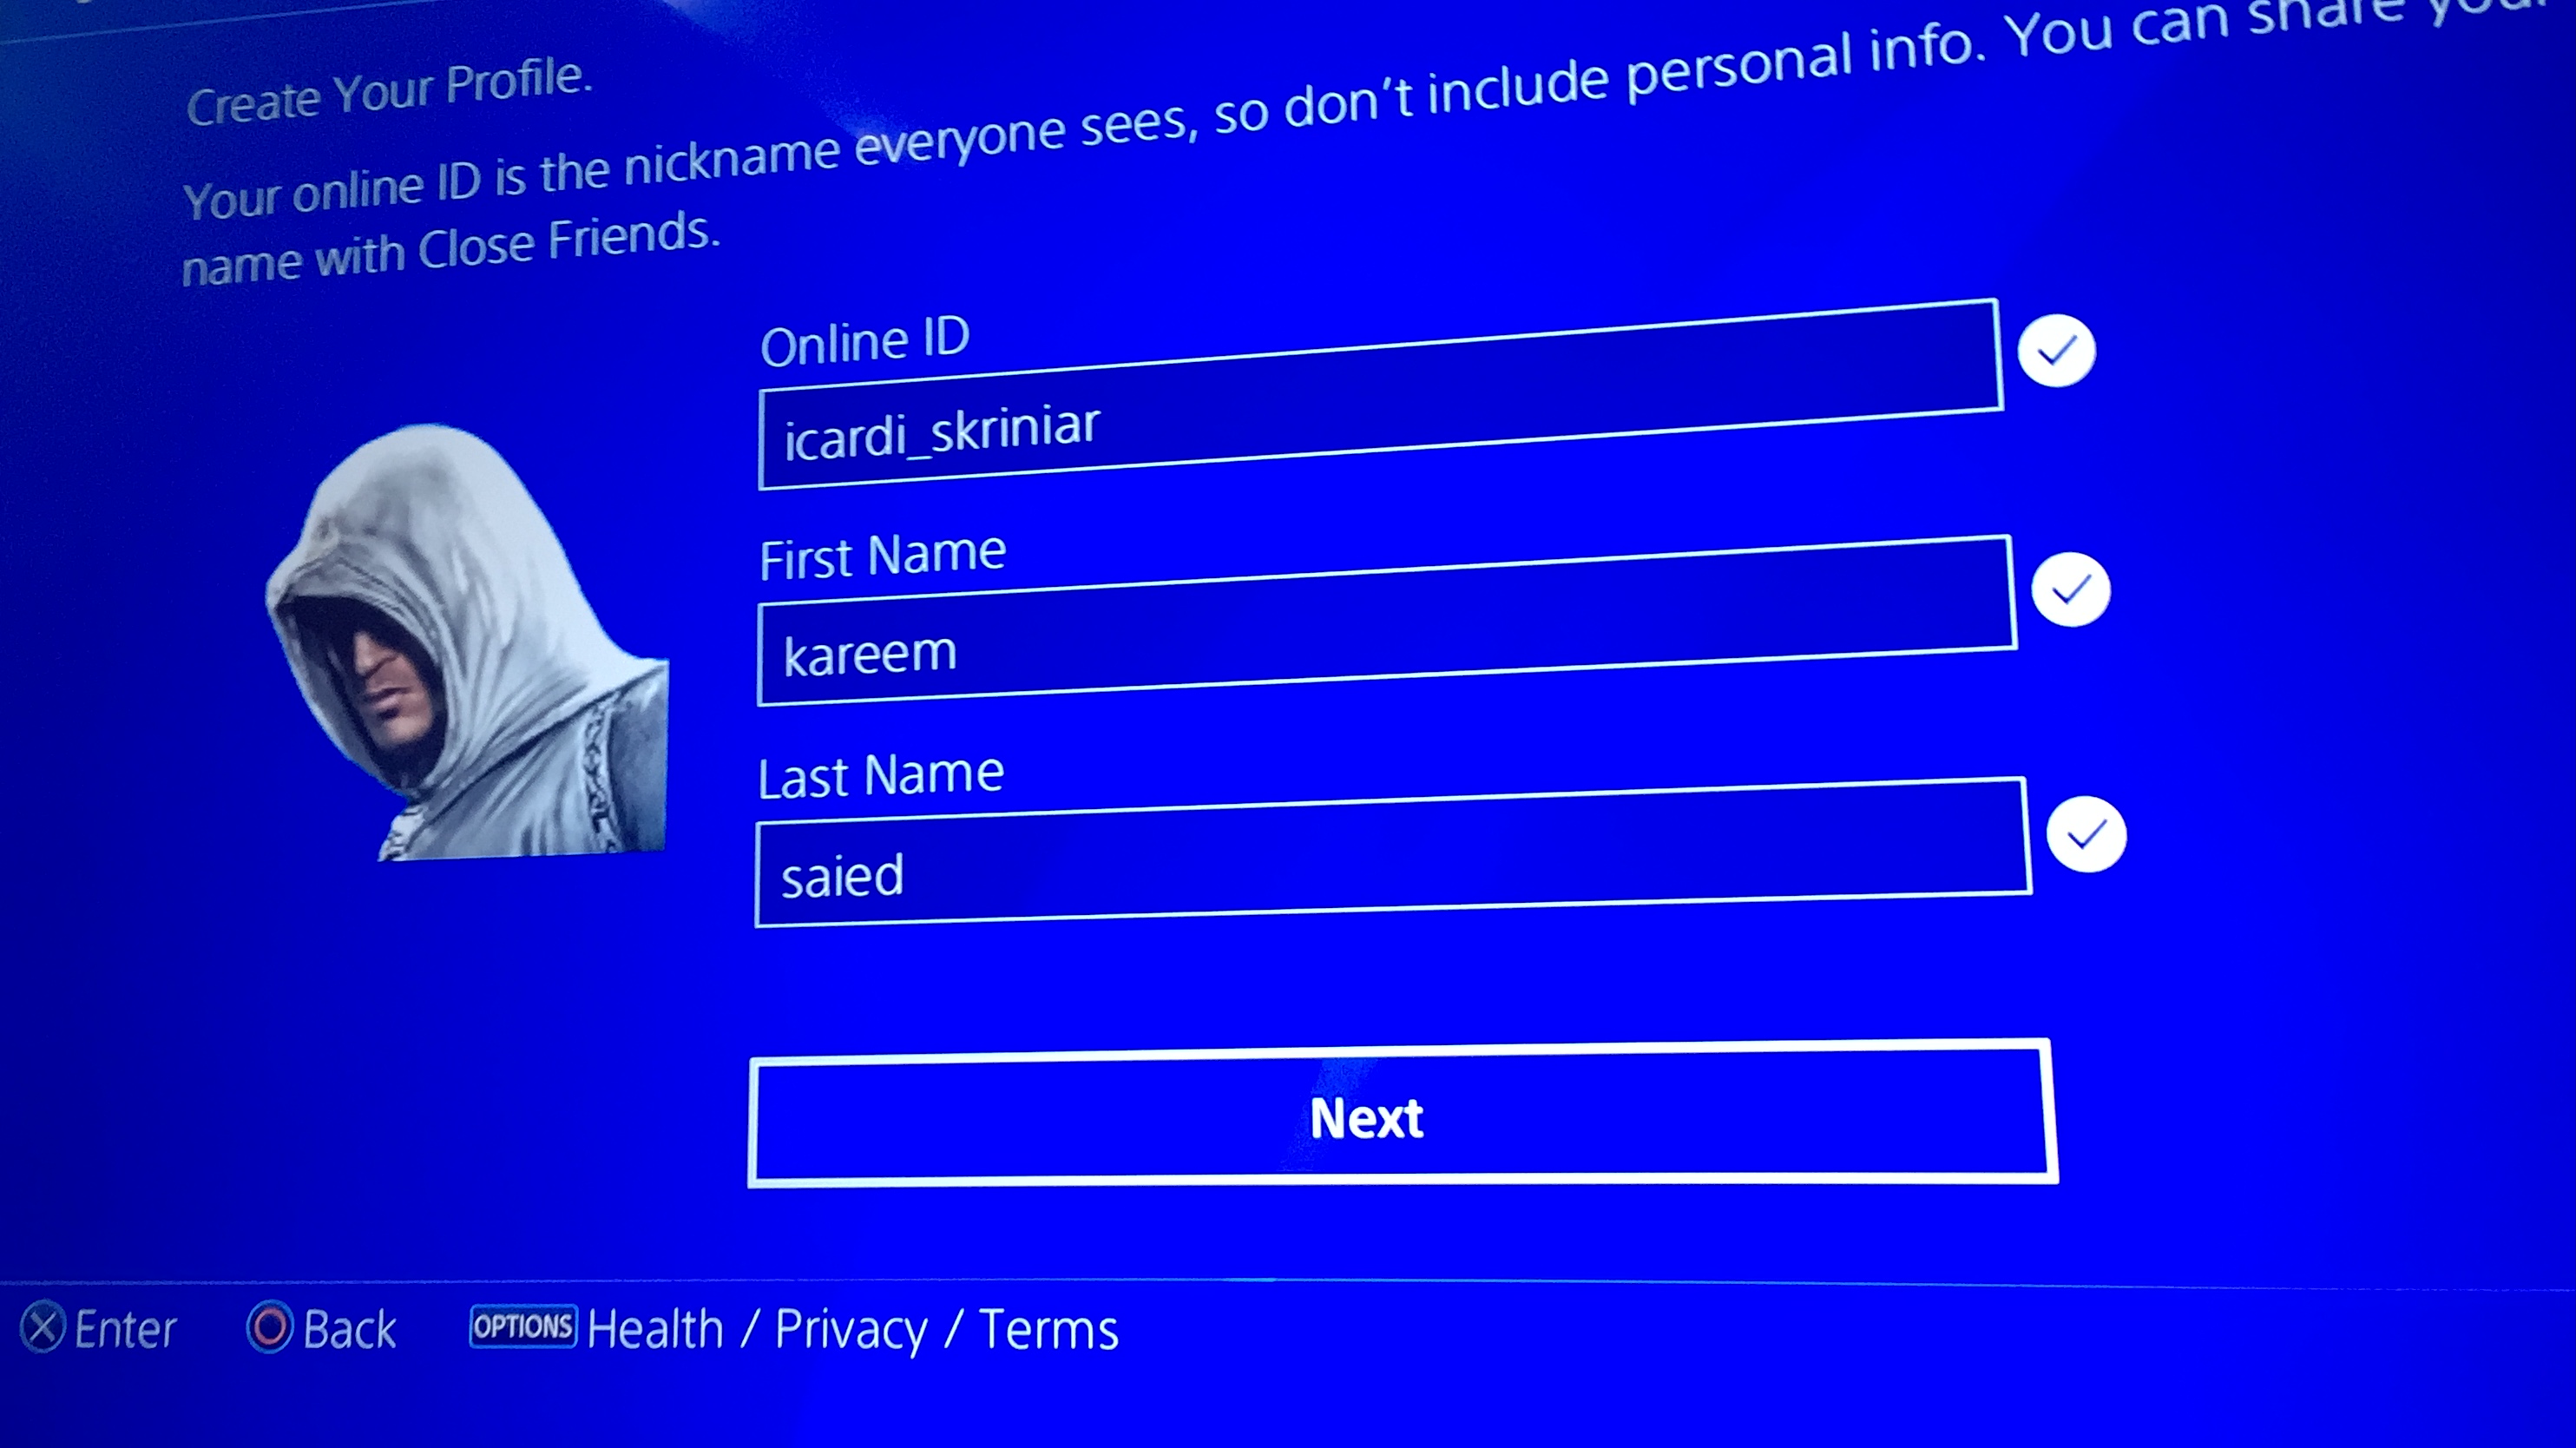 Create Your Profile.
Your online ID is the nickname everyone sees, so don't include personal info. You can share your
name with Close Friends.
Online ID
icardi_skriniar
First Name
kareem
Last Name
saied
Next
Enter Back OPTIONS Health / Privacy / Terms